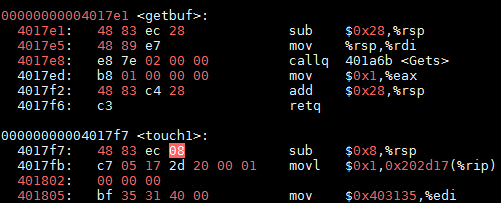 00000000004017e1 <getbuf>:
4017e1: 48 83 ec 28 sub $0x28,%rsp
4017e5: 48 89 e7 mov %rsp,%rdi
4017e8: e8 7e 02 00 00 callq 401a6b <Gets>
4017ed: b8 01 00 00 00 mov $0x1,%eax
4017f2: 48 83 c4 28 add $0x28,%rsp
4017f6: c3 retq
00000000004017f7 <touch1>:
4017f7: 48 83 ec 08 sub $0x8,%rsp
4017fb: c7 05 17 2d 20 00 01 movl $0x1,0x202d17(%rip)
401802: 00 00 00
401805: bf 35 31 40 00 mov $0x403135,%edi